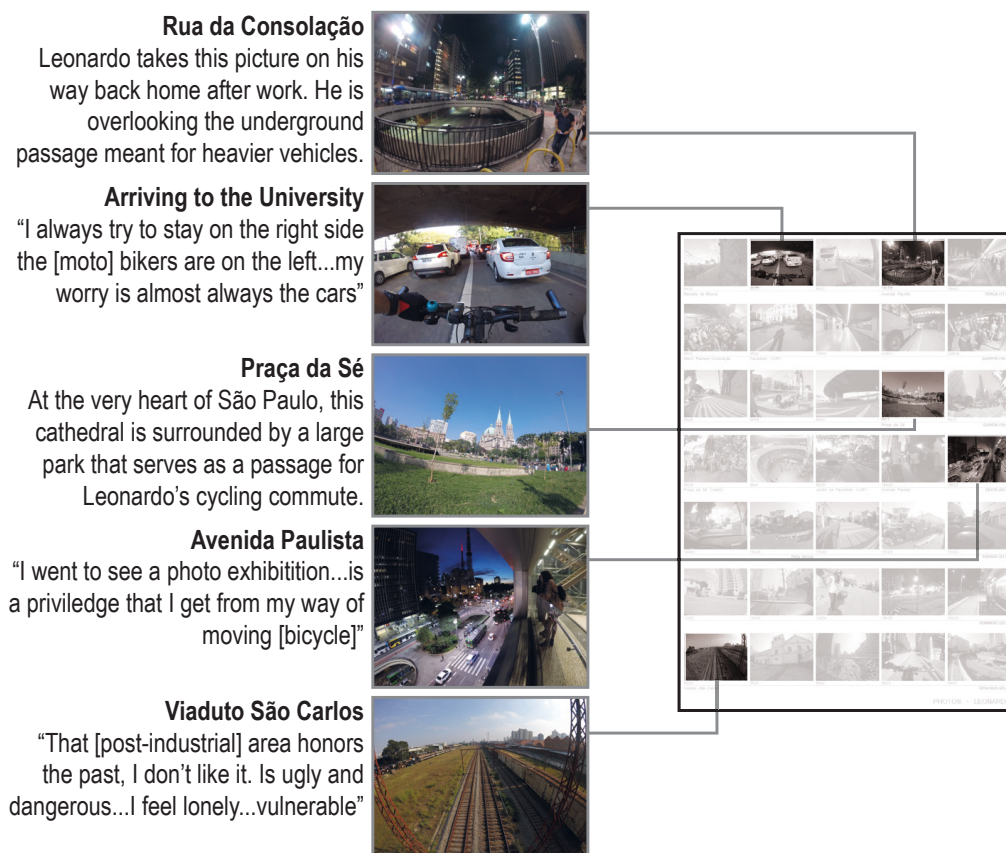 Rua da Consolação
Leonardo takes this picture on his
way back home after work. He is
overlooking the underground
passage meant for heavier vehicles.
Arriving to the University
“I always try to stay on the right side
the [moto] bikers are on the left...my
worry is almost always the cars”
Praça da Sé
At the very heart of São Paulo, this
cathedral is surrounded by a large
park that serves as a passage for
Leonardo’s cycling commute.
Avenida Paulista
“I went to see a photo exhibitition...is
a priviledge that I get from my way of
moving [bicycle]”
Viaduto São Carlos
“That [post-industrial] area honors
the past, I don’t like it. Is ugly and
dangerous...I feel lonely...vulnerable”
PHOTON - LEONARD